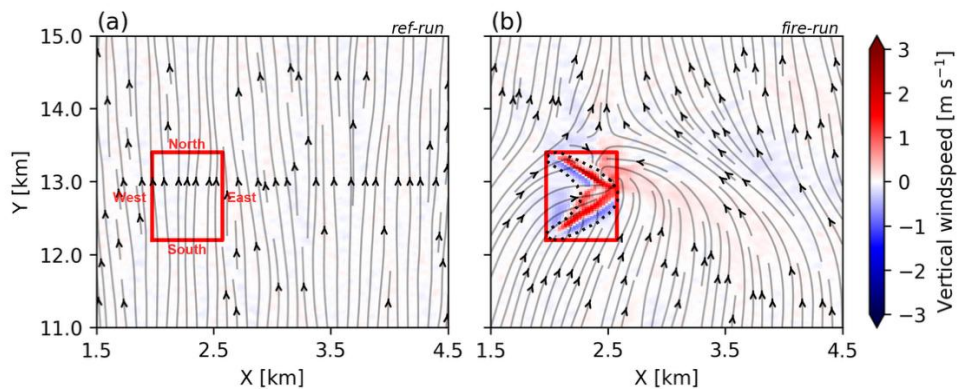 (a)
ref-run
(b)
fire-run
15.0
14.0
13.0
12.0
11.0
Y [km]
North
West
East
South
1.5
2.5
3.5
4.5
X [km]
1.5
2.5
3.5
4.5
X [km]
3
2
1
0
−1
−2
−3
Vertical windspeed [m s⁻¹]